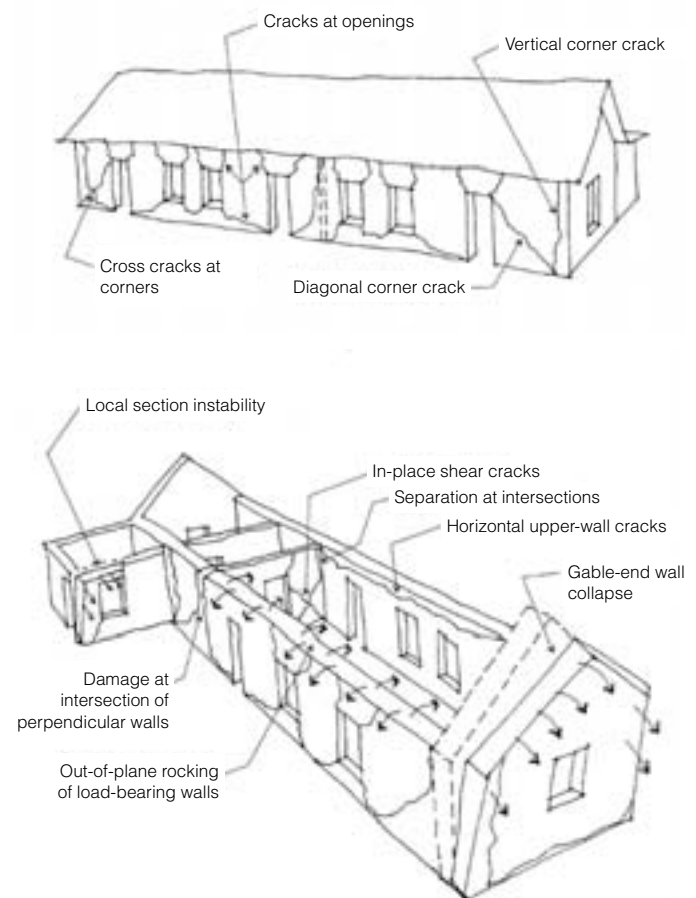 Cracks at openings
Vertical corner crack
Cross cracks at
corners
Diagonal corner crack
Local section instability
In-place shear cracks
Separation at intersections
Horizontal upper-wall cracks
Gable-end wall
collapse
Damage at
intersection of
perpendicular walls
Out-of-plane rocking
of load-bearing walls